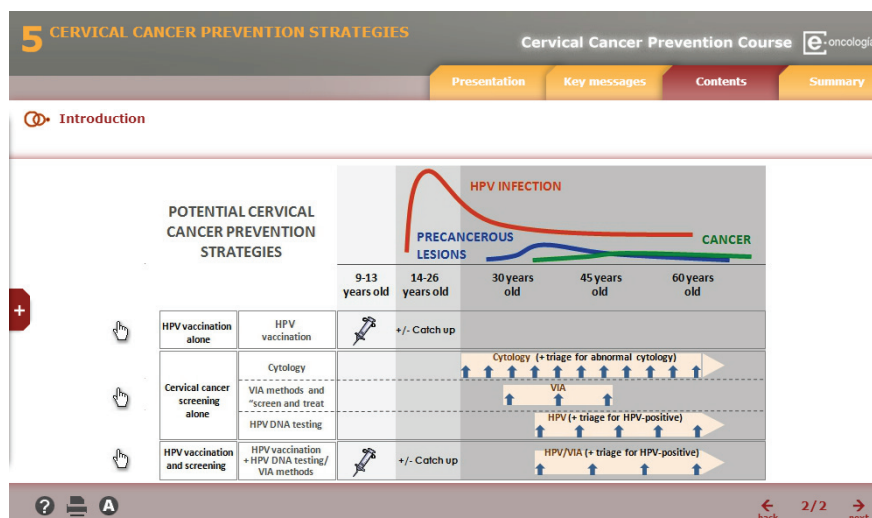 5 CERVICAL CANCER PREVENTION STRATEGIES
Cervical Cancer Prevention Course e oncología
Presentation
Key messages
Contents
Summary
Introduction
POTENTIAL CERVICAL
CANCER PREVENTION
STRATEGIES
HPV INFECTION
PRECANCEROUS
LESIONS
CANCER
9-13
years old
14-26
years old
30 years
old
45 years
old
60 years
old
+
HPV vaccination
alone
HPV
vaccination
+/- Catch up
Cervical cancer
screening
alone
Cytology
Cytology (+ triage for abnormal cytology)
VIA methods and
"screen and treat
VIA
HPV DNA testing
HPV (+ triage for HPV-positive)
HPV vaccination
and screening
HPV vaccination
+ HPV DNA testing/
VIA methods
+/- Catch up
HPV/VIA (+ triage for HPV-positive)
? A
back
2/2
next